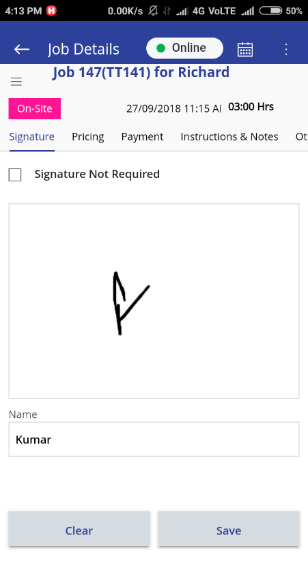 4:13 PM H 0.00K/s 4G VoLTE 50%
Job Details Online
Job 147(TT141) for Richard
On-Site 27/09/2018 11:15 AI 03:00 Hrs
Signature Pricing Payment Instructions & Notes Ot
Signature Not Required
Name
Kumar
Clear Save